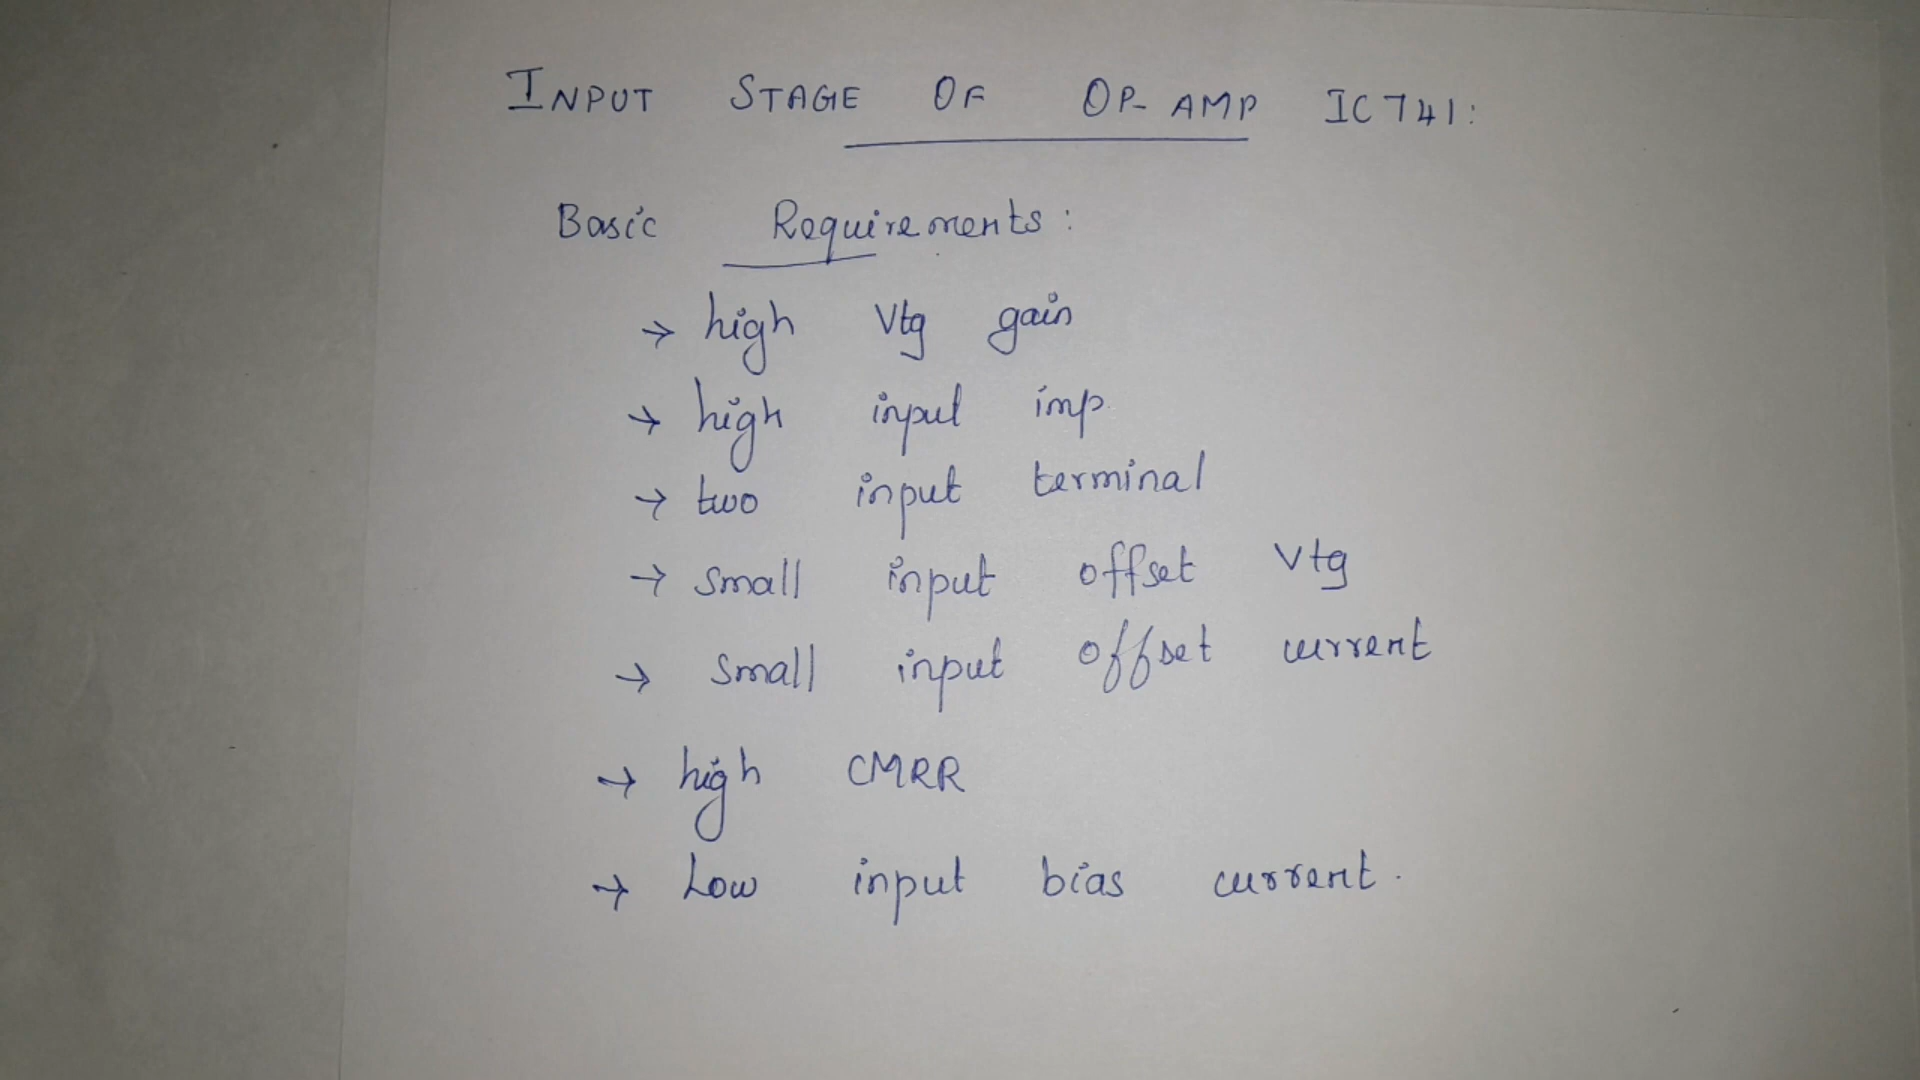 INPUT STAGE OF OP-AMP IC741:
Basic Requirements:
→ high Vtg gain
→ high input imp.
→ two input terminal
→ small input offset Vtg
→ small input offset current
→ high CMRR
→ Low input bias current.